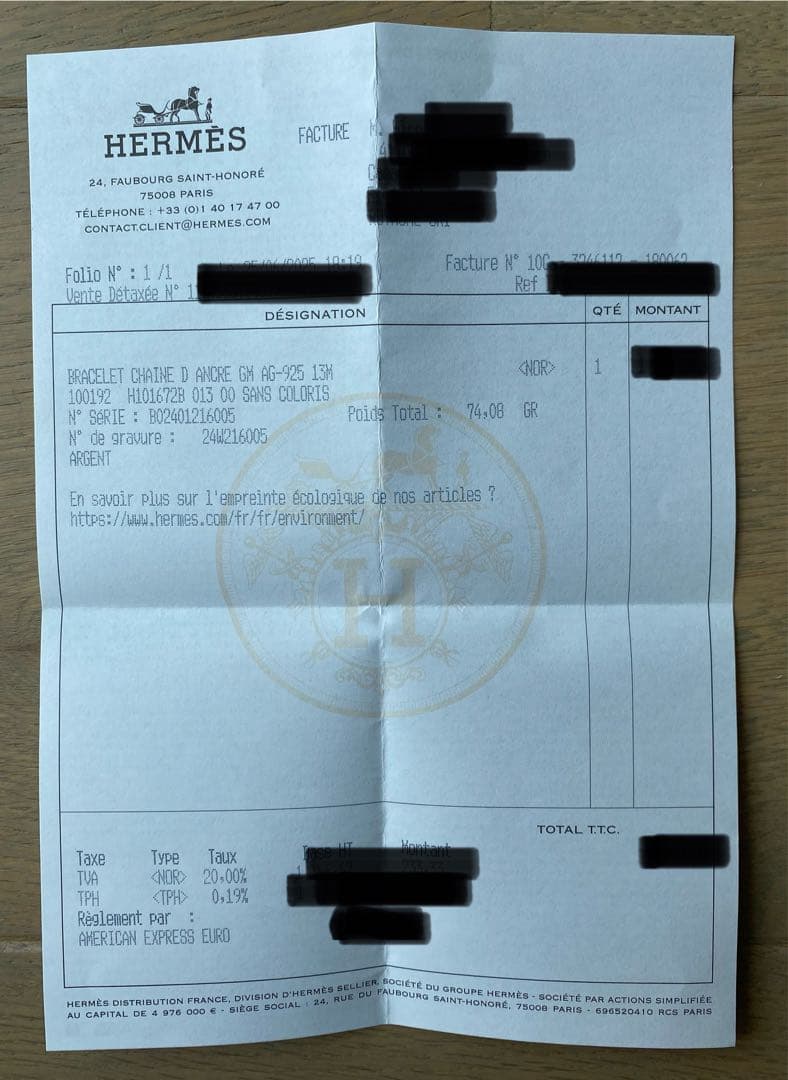 HERMÈS
24, FAUBOURG SAINT-HONORÉ
75008 PARIS
TÉLÉPHONE : +33 (0)1 40 17 47 00
CONTACT.CLIENT@HERMES.COM
FACTURE
Folio N° : 1 /1
Facture N° 100 - 3246112 - 180062
Vente Détaxée N° 1
Ref
DÉSIGNATION QTÉ MONTANT
BRACELET CHAINE D ANCRE GM AG-925 13M <NOR> 1
100192 H101672B 013 00 SANS COLORIS
N° SéRIE : BO2401216005 Poids Total : 74,08 GR
N° de gravure : 24W216005
ARGENT
En savoir plus sur l'empreinte écologique de nos articles ?
https://www.hermes.com/fr/fr/environment/
H
TOTAL T.T.C.
Taxe Type Taux Montant
TVA <NOR> 20,00%
TPH <TPH> 0,19%
Règlement par :
AMERICAN EXPRESS EURO
HERMÈS DISTRIBUTION FRANCE, DIVISION D'HERMÈS SELLIER, SOCIÉTÉ DU GROUPE HERMÈS - SOCIÉTÉ PAR ACTIONS SIMPLIFIÉE
AU CAPITAL DE 4 976 000 € - SIÈGE SOCIAL : 24, RUE DU FAUBOURG SAINT-HONORÉ, 75008 PARIS - 696520410 RCS PARIS